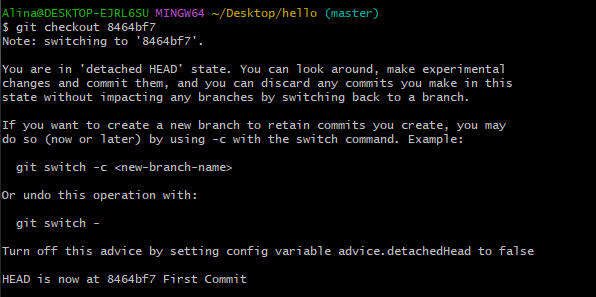 Alina@DESKTOP-EJRL6SU MINGW64 ~/Desktop/hello (master)
$ git checkout 8464bf7
Note: switching to '8464bf7'.
You are in 'detached HEAD' state. You can look around, make experimental
changes and commit them, and you can discard any commits you make in this
state without impacting any branches by switching back to a branch.
If you want to create a new branch to retain commits you create, you may
do so (now or later) by using -c with the switch command. Example:
git switch -c <new-branch-name>
Or undo this operation with:
git switch -
Turn off this advice by setting config variable advice.detachedHead to false
HEAD is now at 8464bf7 First Commit